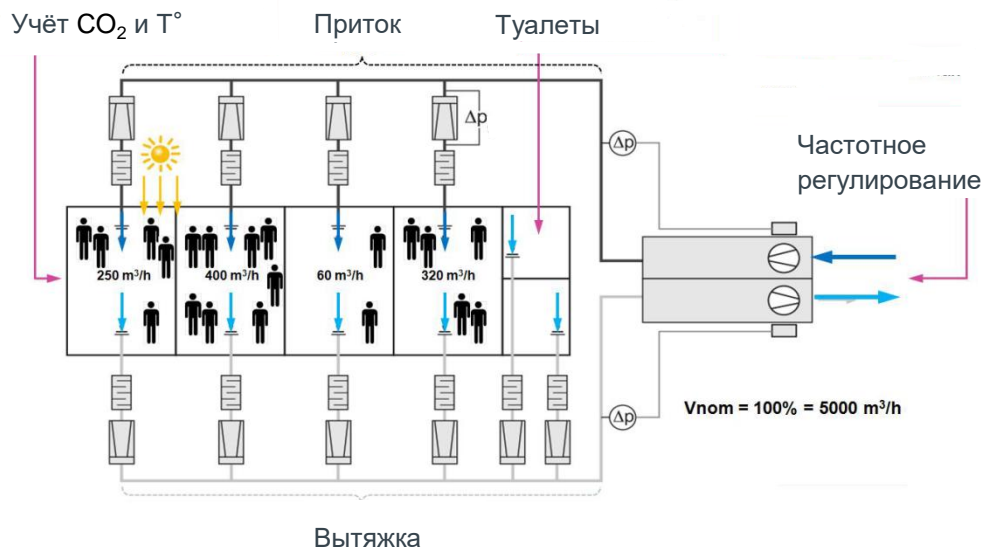 Учёт CO₂ и T°
Приток
Туалеты
Δp
Δp
Частотное
регулирование
250 m³/h
400 m³/h
60 m³/h
320 m³/h
Δp
Vnom = 100% = 5000 m³/h
Вытяжка